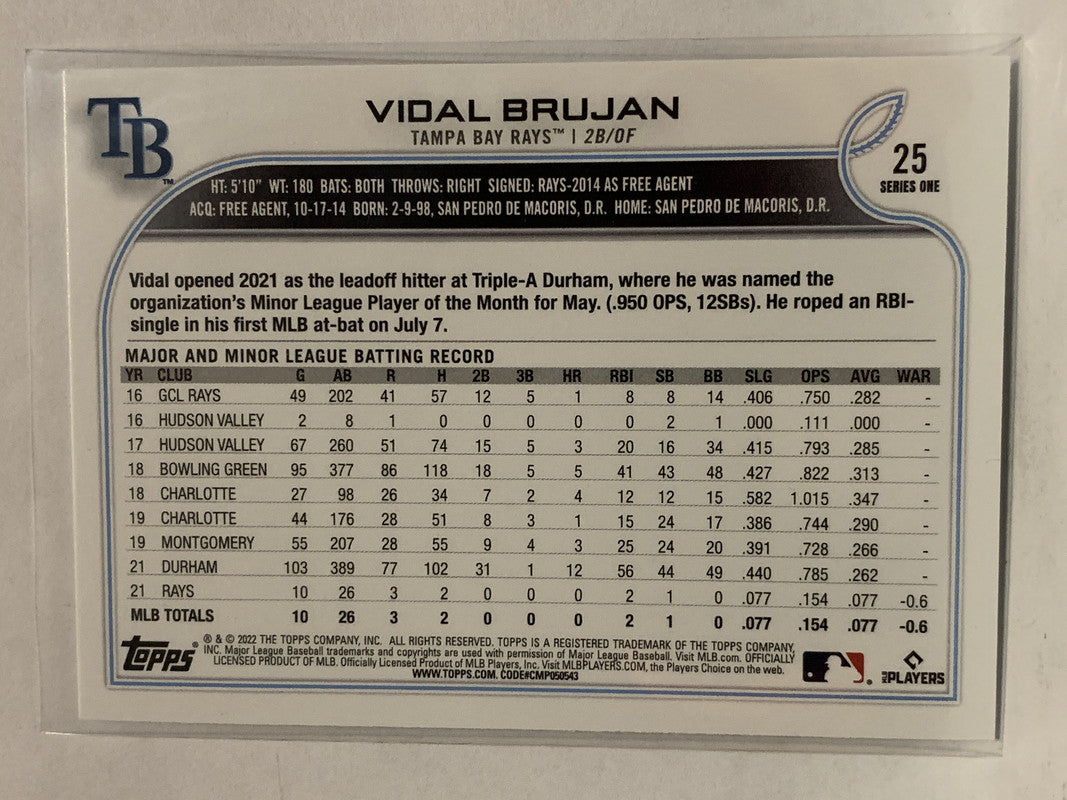 TB™
VIDAL BRUJAN
TAMPA BAY RAYS™ | 2B/OF
25
SERIES ONE
HT: 5'10" WT: 180 BATS: BOTH THROWS: RIGHT SIGNED: RAYS-2014 AS FREE AGENT
ACQ: FREE AGENT, 10-17-14 BORN: 2-9-98, SAN PEDRO DE MACORIS, D.R. HOME: SAN PEDRO DE MACORIS, D.R.
Vidal opened 2021 as the leadoff hitter at Triple-A Durham, where he was named the
organization's Minor League Player of the Month for May. (.950 OPS, 12SBs). He roped an RBI-
single in his first MLB at-bat on July 7.
MAJOR AND MINOR LEAGUE BATTING RECORD
YR CLUB G AB R H 2B 3B HR RBI SB BB SLG OPS AVG WAR
16 GCL RAYS 49 202 41 57 12 5 1 8 8 14 .406 .750 .282 -
16 HUDSON VALLEY 2 8 1 0 0 0 0 0 2 1 .000 .111 .000 -
17 HUDSON VALLEY 67 260 51 74 15 5 3 20 16 34 .415 .793 .285 -
18 BOWLING GREEN 95 377 86 118 18 5 5 41 43 48 .427 .822 .313 -
18 CHARLOTTE 27 98 26 34 7 2 4 12 12 15 .582 1.015 .347 -
19 CHARLOTTE 44 176 28 51 8 3 1 15 24 17 .386 .744 .290 -
19 MONTGOMERY 55 207 28 55 9 4 3 25 24 20 .391 .728 .266 -
21 DURHAM 103 389 77 102 31 1 12 56 44 49 .440 .785 .262 -
21 RAYS 10 26 3 2 0 0 0 2 1 0 .077 .154 .077 -0.6
MLB TOTALS 10 26 3 2 0 0 0 2 1 0 .077 .154 .077 -0.6
Topps®
® & © 2022 THE TOPPS COMPANY, INC. ALL RIGHTS RESERVED. TOPPS IS A REGISTERED TRADEMARK OF THE TOPPS COMPANY,
INC. Major League Baseball trademarks and copyrights are used with permission of Major League Baseball. Visit MLB.com. OFFICIALLY
LICENSED PRODUCT OF MLB. Officially Licensed Product of MLB Players, Inc. Visit MLBPLAYERS.COM, the Players Choice on the web.
WWW.TOPPS.COM. CODE#CMP050543
MLB PLAYERS